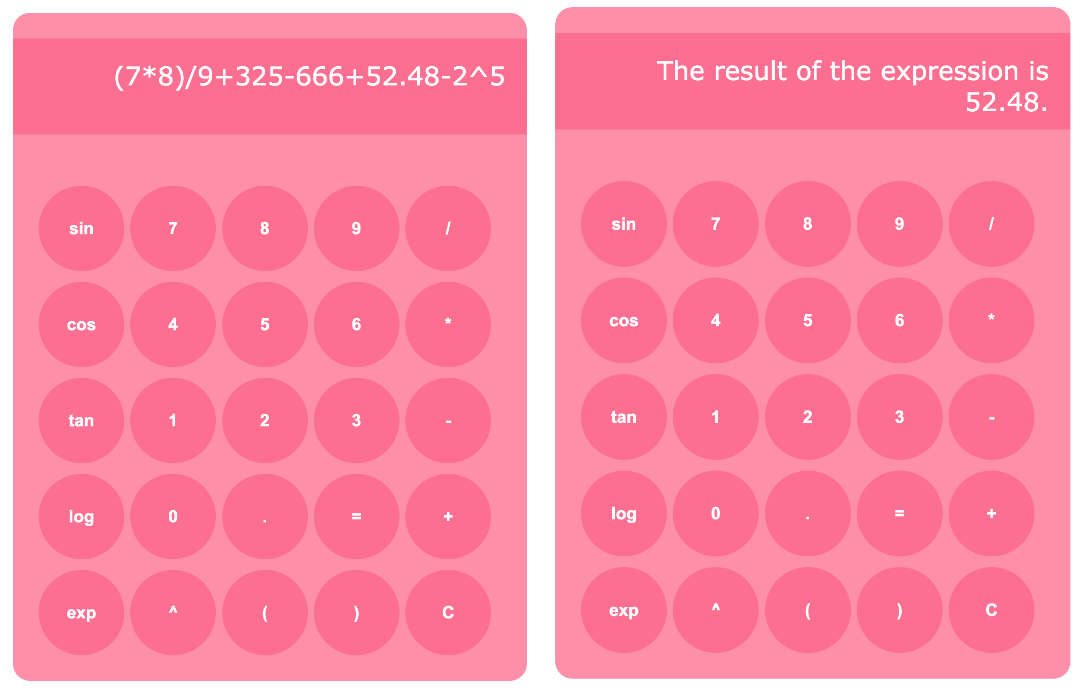 (7*8)/9+325-666+52.48-2^5
sin 7 8 9 /
cos 4 5 6 *
tan 1 2 3 -
log 0 . = +
exp ^ ( ) C
The result of the expression is
52.48.
sin 7 8 9 /
cos 4 5 6 *
tan 1 2 3 -
log 0 . = +
exp ^ ( ) C